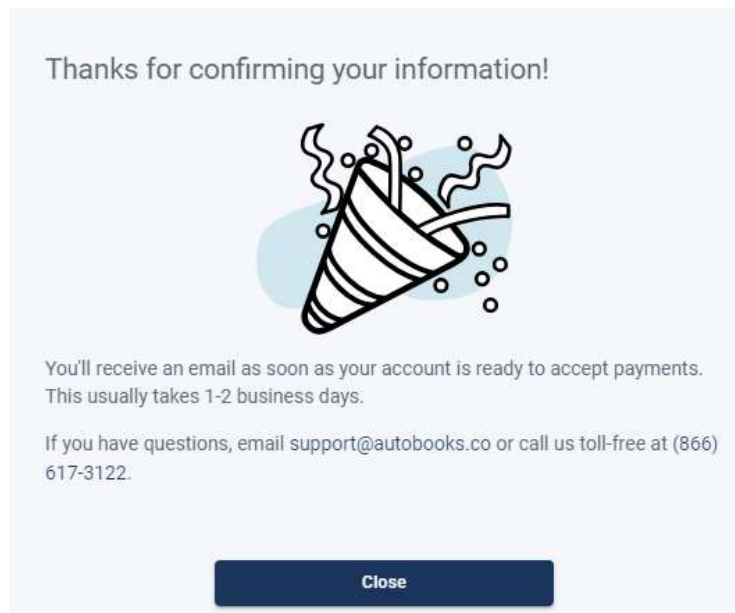 Thanks for confirming your information!
You'll receive an email as soon as your account is ready to accept payments.
This usually takes 1-2 business days.
If you have questions, email support@autobooks.co or call us toll-free at (866)
617-3122.
Close